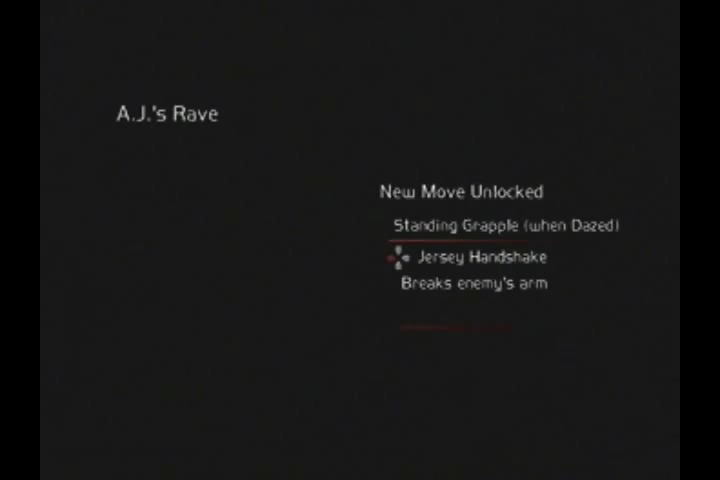 A.J.'s Rave
New Move Unlocked
Standing Grapple (when Dazed)
Jersey Handshake
Breaks enemy's arm